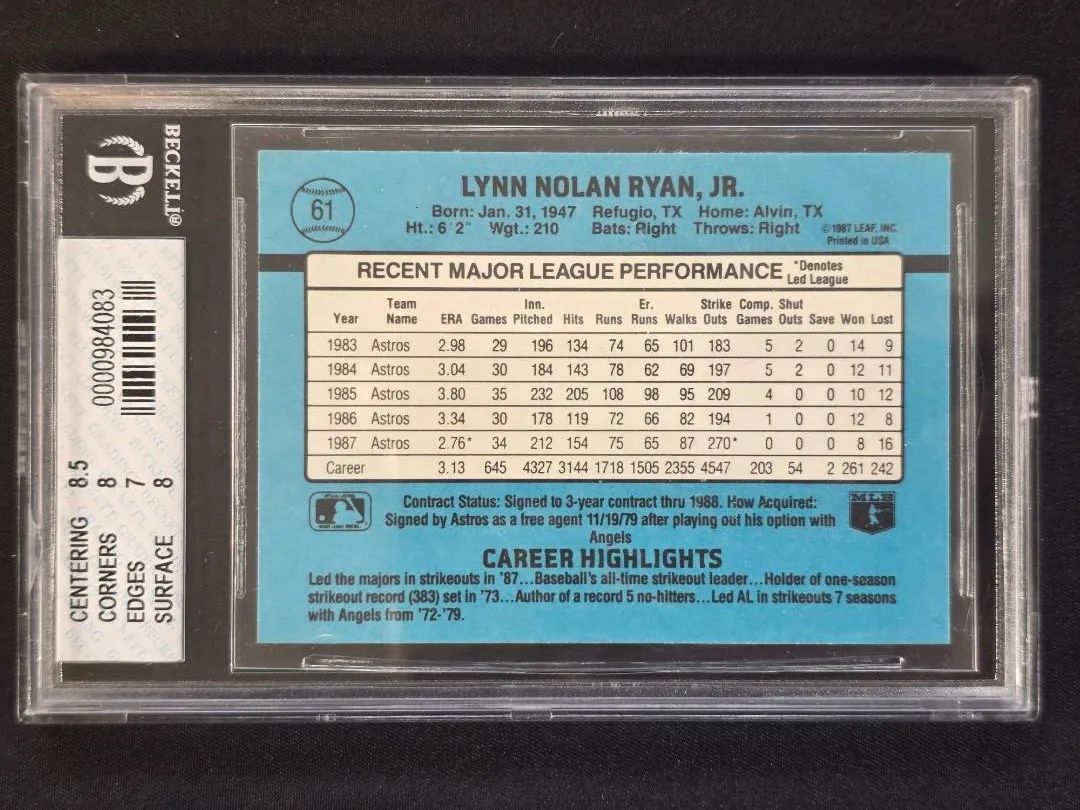 BECKETT®
B
0000984083
CENTERING 8.5
CORNERS 8
EDGES 7
SURFACE 8
61
LYNN NOLAN RYAN, JR.
Born: Jan. 31, 1947 Refugio, TX Home: Alvin, TX
Ht.: 6'2" Wgt.: 210 Bats: Right Throws: Right
©1987 LEAF, INC.
Printed in USA
RECENT MAJOR LEAGUE PERFORMANCE *Denotes
Led League
Team Inn. Er. Strike Comp. Shut
Year Name ERA Games Pitched Hits Runs Runs Walks Outs Games Outs Save Won Lost
1983 Astros 2.98 29 196 134 74 65 101 183 5 2 0 14 9
1984 Astros 3.04 30 184 143 78 62 69 197 5 2 0 12 11
1985 Astros 3.80 35 232 205 108 98 95 209 4 0 0 10 12
1986 Astros 3.34 30 178 119 72 66 82 194 1 0 0 12 8
1987 Astros 2.76* 34 212 154 75 65 87 270* 0 0 0 8 16
Career 3.13 645 4327 3144 1718 1505 2355 4547 203 54 2 261 242
Contract Status: Signed to 3-year contract thru 1988. How Acquired:
Signed by Astros as a free agent 11/19/79 after playing out his option with
Angels
MLB
CAREER HIGHLIGHTS
Led the majors in strikeouts in '87...Baseball's all-time strikeout leader...Holder of one-season
strikeout record (383) set in '73...Author of a record 5 no-hitters...Led AL in strikeouts 7 seasons
with Angels from '72-'79.